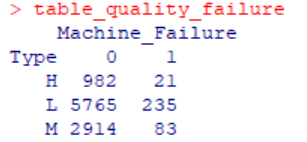 > table_quality_failure
Machine_Failure
Type 0 1
H 982 21
L 5765 235
M 2914 83